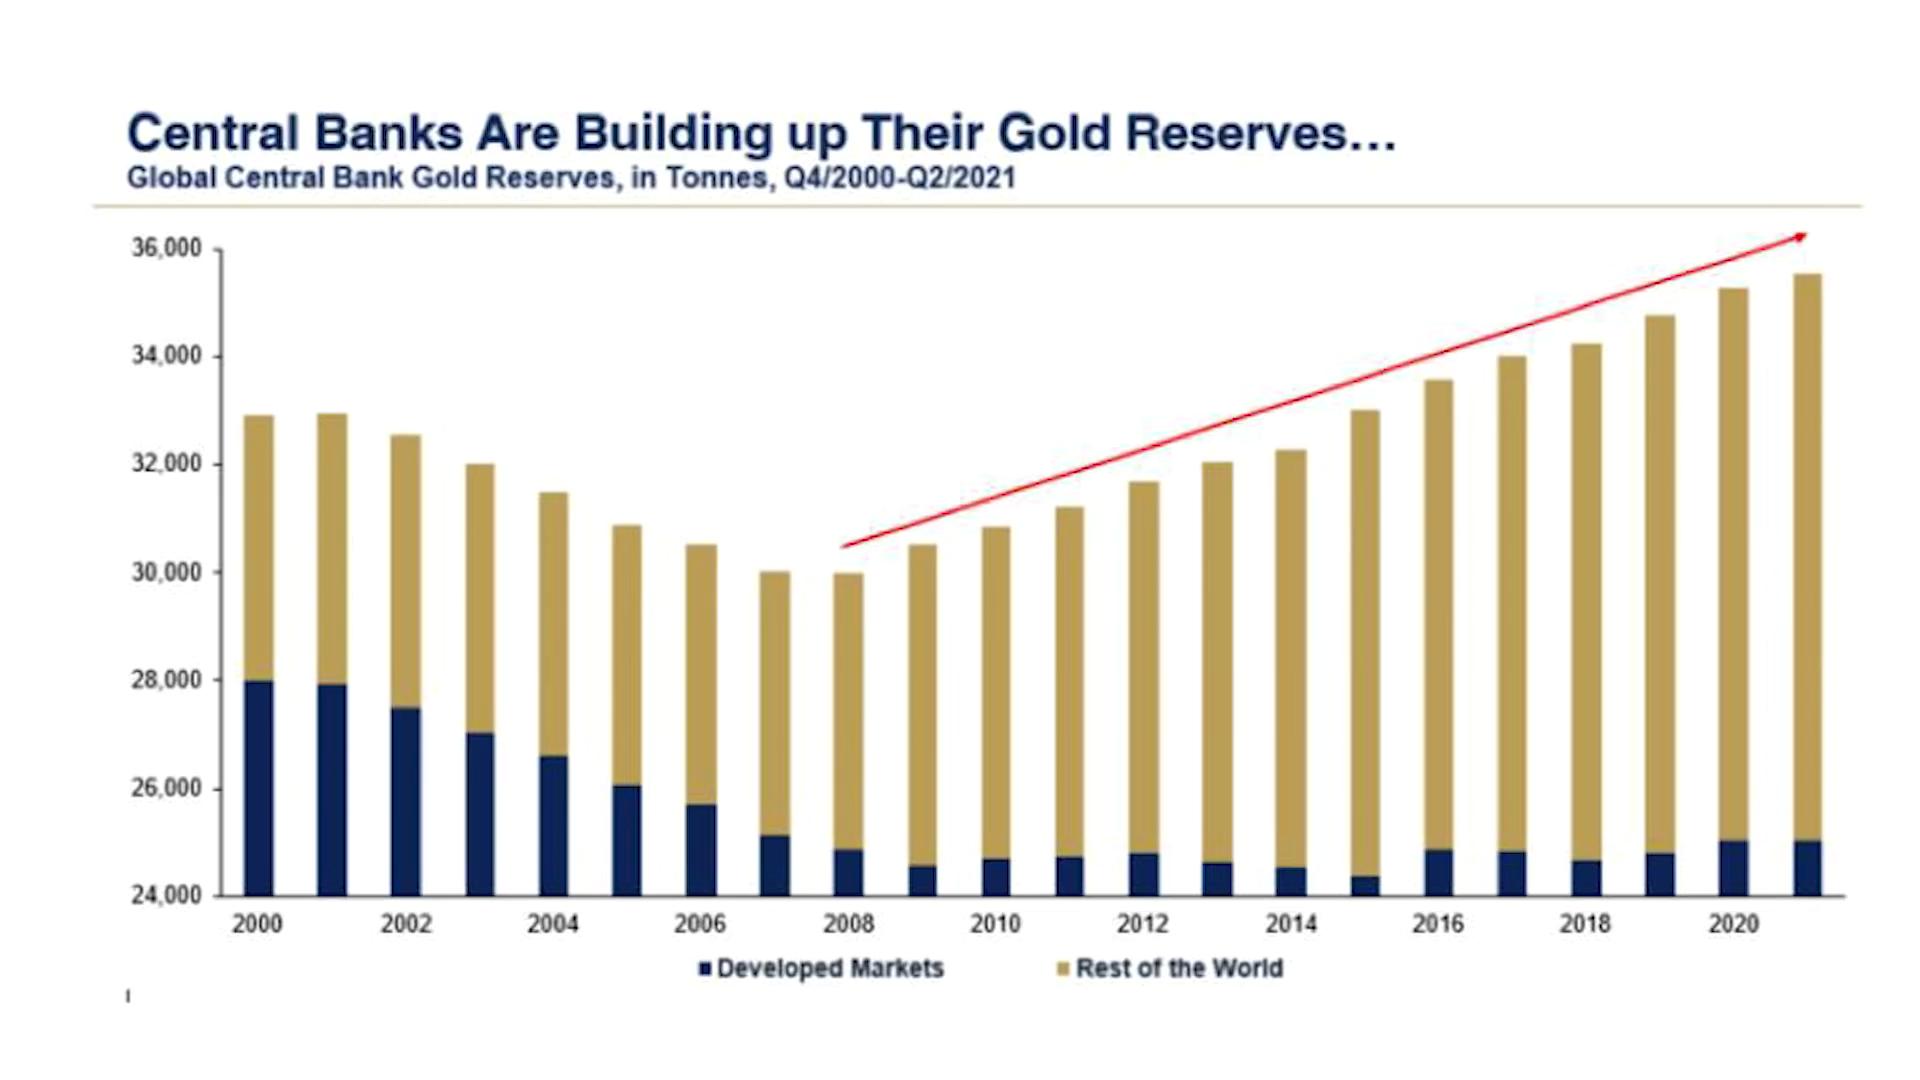 Central Banks Are Building up Their Gold Reserves...
Global Central Bank Gold Reserves, in Tonnes, Q4/2000-Q2/2021
36,000
34,000
32,000
30,000
28,000
26,000
24,000
2000 2002 2004 2006 2008 2010 2012 2014 2016 2018 2020
Developed Markets Rest of the World